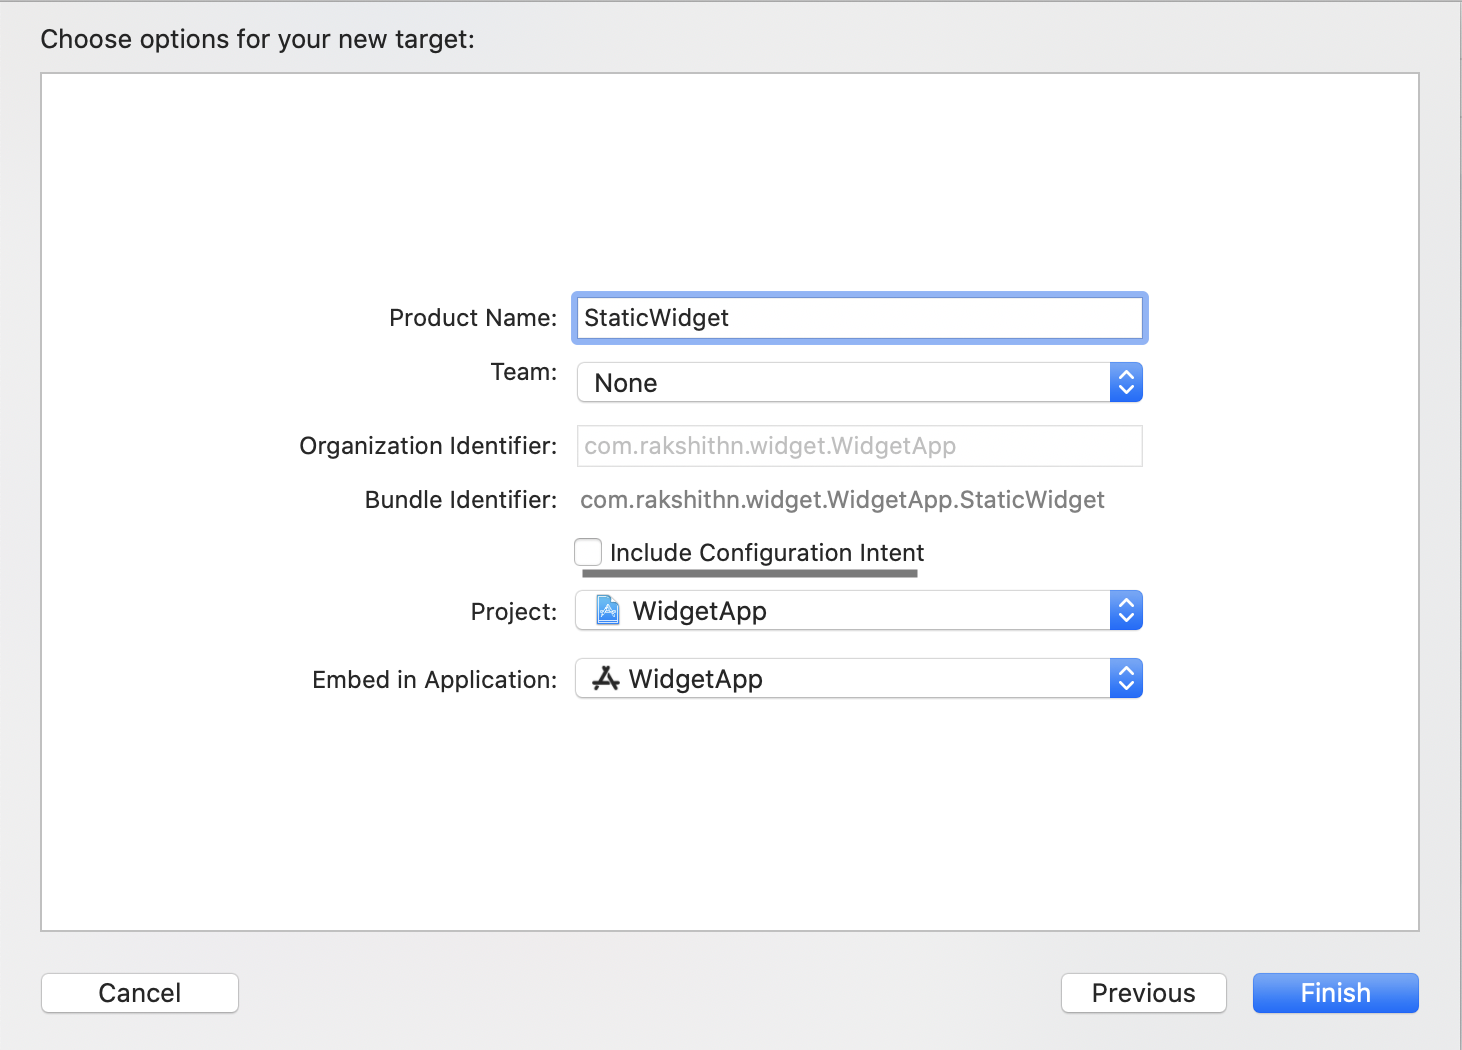 Choose options for your new target:
Product Name: StaticWidget
Team: None
Organization Identifier: com.rakshithn.widget.WidgetApp
Bundle Identifier: com.rakshithn.widget.WidgetApp.StaticWidget
Include Configuration Intent
Project: WidgetApp
Embed in Application: WidgetApp
Cancel Previous Finish